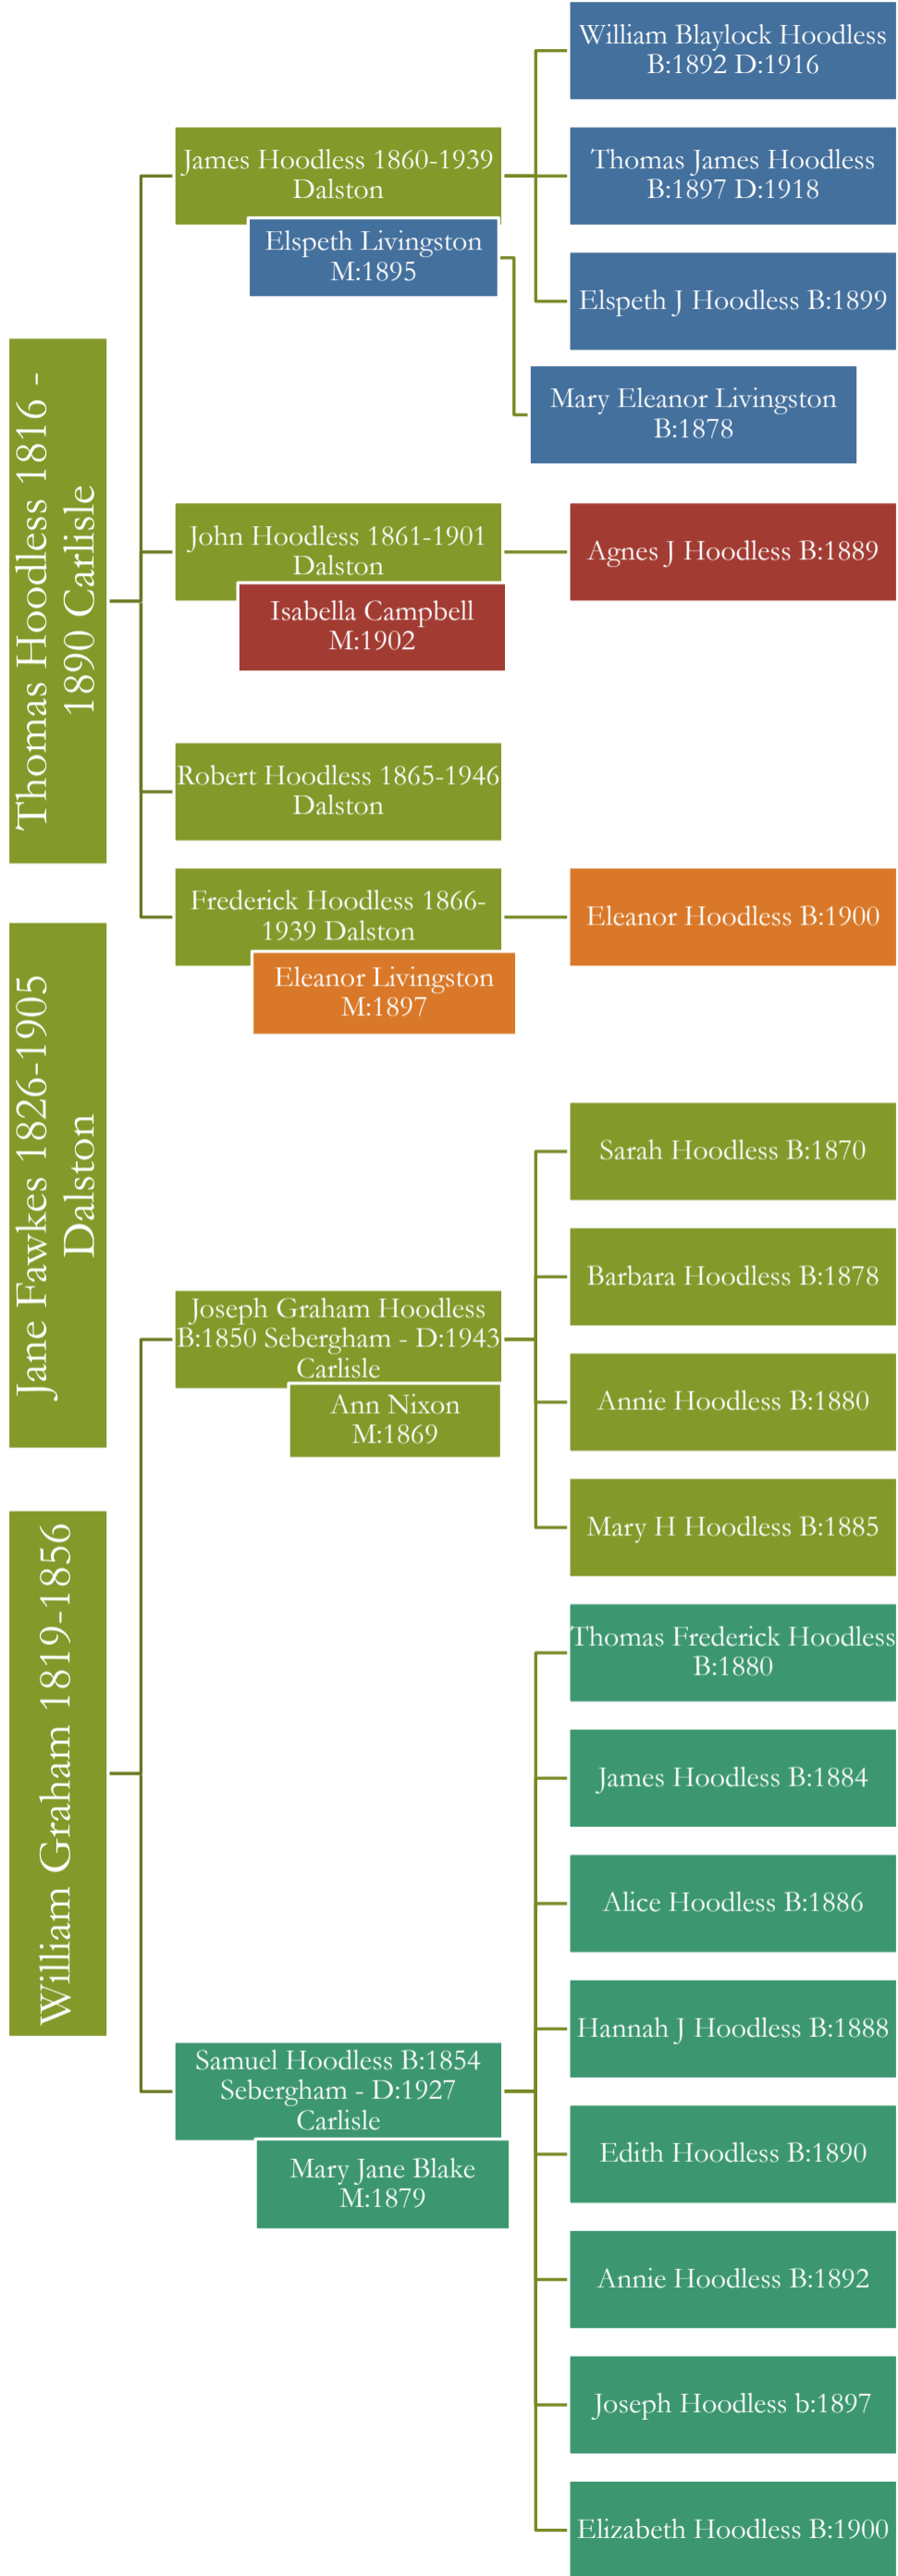 Thomas Hoodless 1816 -
1890 Carlisle
James Hoodless 1860-1939
Dalston
Elspeth Livingston
M:1895
William Blaylock Hoodless
B:1892 D:1916
Thomas James Hoodless
B:1897 D:1918
Elspeth J Hoodless B:1899
Mary Eleanor Livingston
B:1878
John Hoodless 1861-1901
Dalston
Isabella Campbell
M:1902
Agnes J Hoodless B:1889
Robert Hoodless 1865-1946
Dalston
Frederick Hoodless 1866-
1939 Dalston
Eleanor Livingston
M:1897
Eleanor Hoodless B:1900
Jane Fawkes 1826-1905
Dalston
William Graham 1819-1856
Joseph Graham Hoodless
B:1850 Sebergham - D:1943
Carlisle
Ann Nixon
M:1869
Sarah Hoodless B:1870
Barbara Hoodless B:1878
Annie Hoodless B:1880
Mary H Hoodless B:1885
Samuel Hoodless B:1854
Sebergham - D:1927
Carlisle
Mary Jane Blake
M:1879
Thomas Frederick Hoodless
B:1880
James Hoodless B:1884
Alice Hoodless B:1886
Hannah J Hoodless B:1888
Edith Hoodless B:1890
Annie Hoodless B:1892
Joseph Hoodless b:1897
Elizabeth Hoodless B:1900